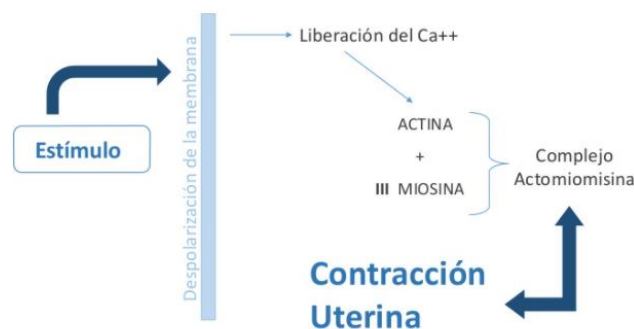 Estímulo
Despolarización de la membrana
Liberación del Ca++
ACTINA
+
III MIOSINA
Complejo
Actomiomisina
Contracción
Uterina